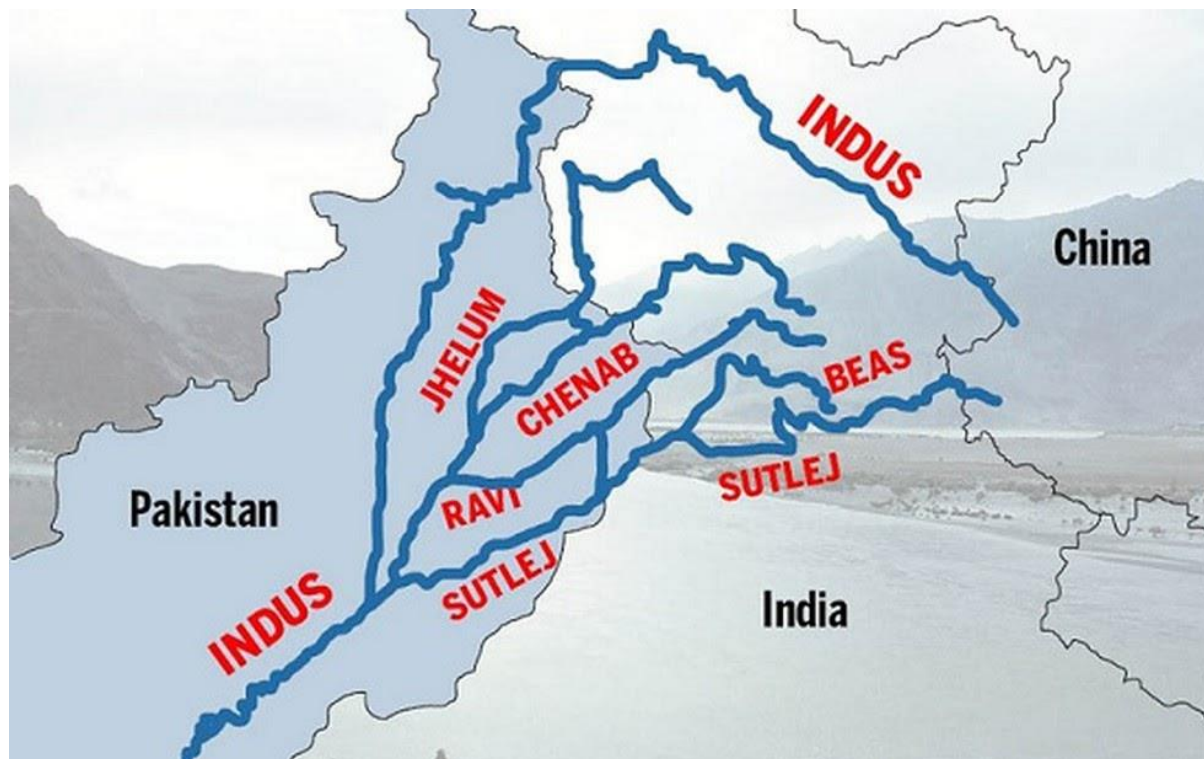 INDUS
China
JHELUM
CHENAB
BEAS
SUTLEJ
Pakistan
RAVI
SUTLEJ
INDUS
India